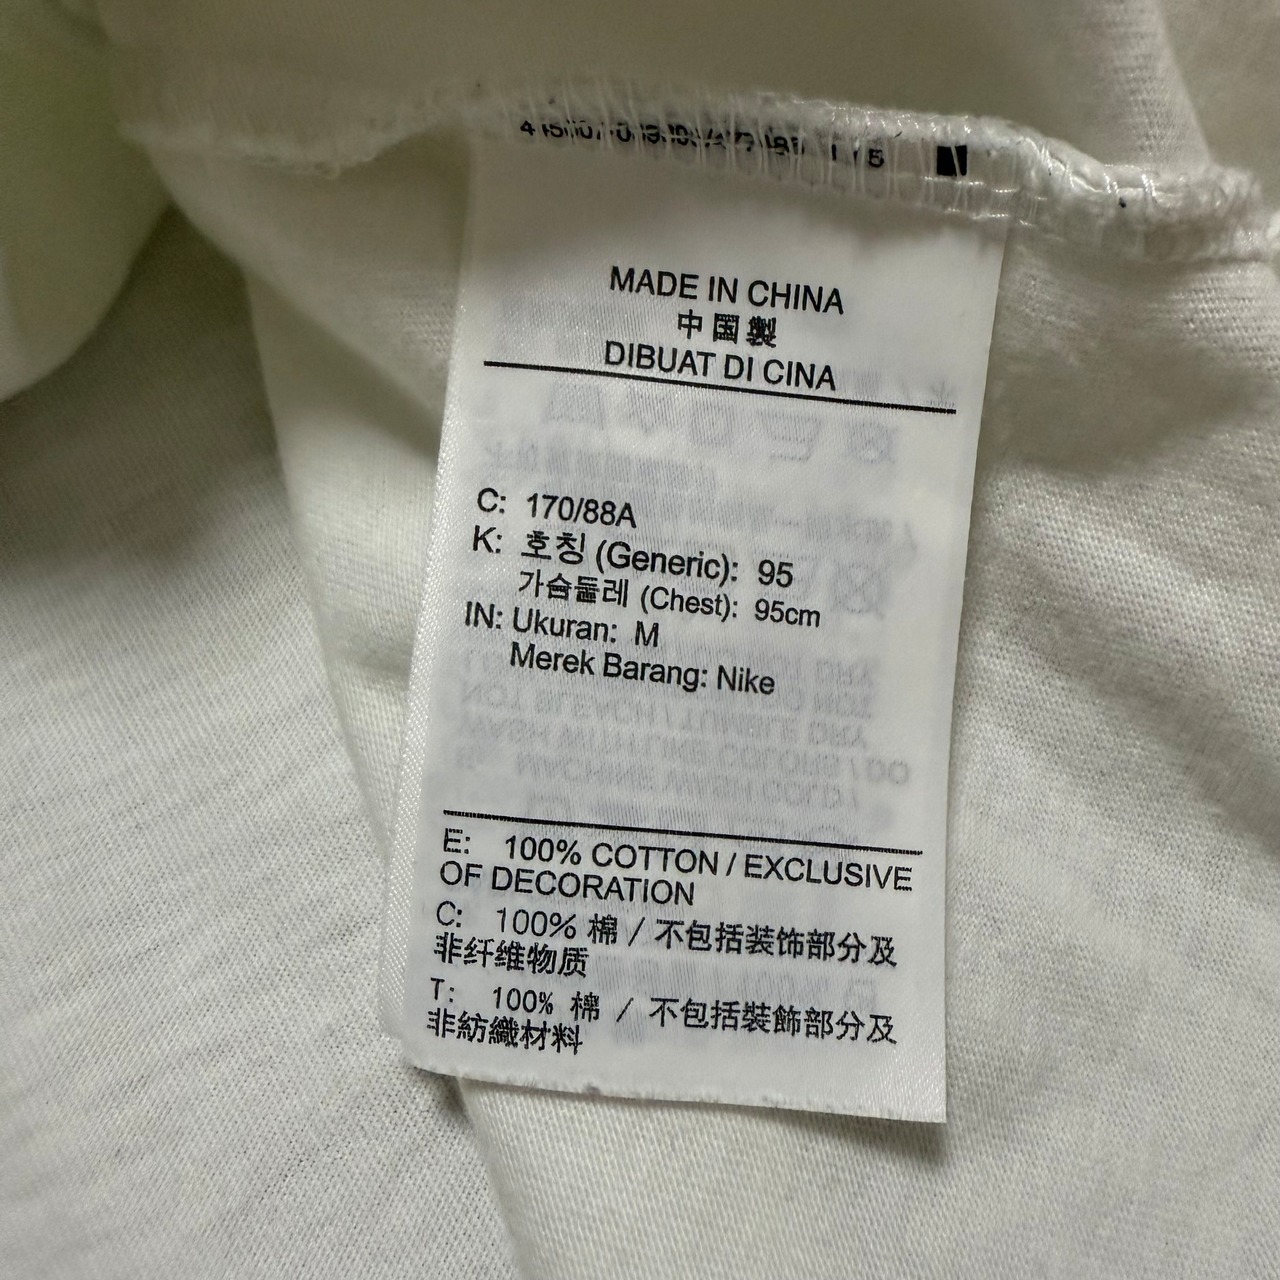 MADE IN CHINA
中国製
DIBUAT DI CINA
C: 170/88A
K: 호칭 (Generic): 95
가슴둘레 (Chest): 95cm
IN: Ukuran: M
Merek Barang: Nike
E: 100% COTTON / EXCLUSIVE
OF DECORATION
C: 100% 棉 / 不包括装饰部分及
非纤维物质
T: 100% 棉 / 不包括裝飾部分及
非紡織材料